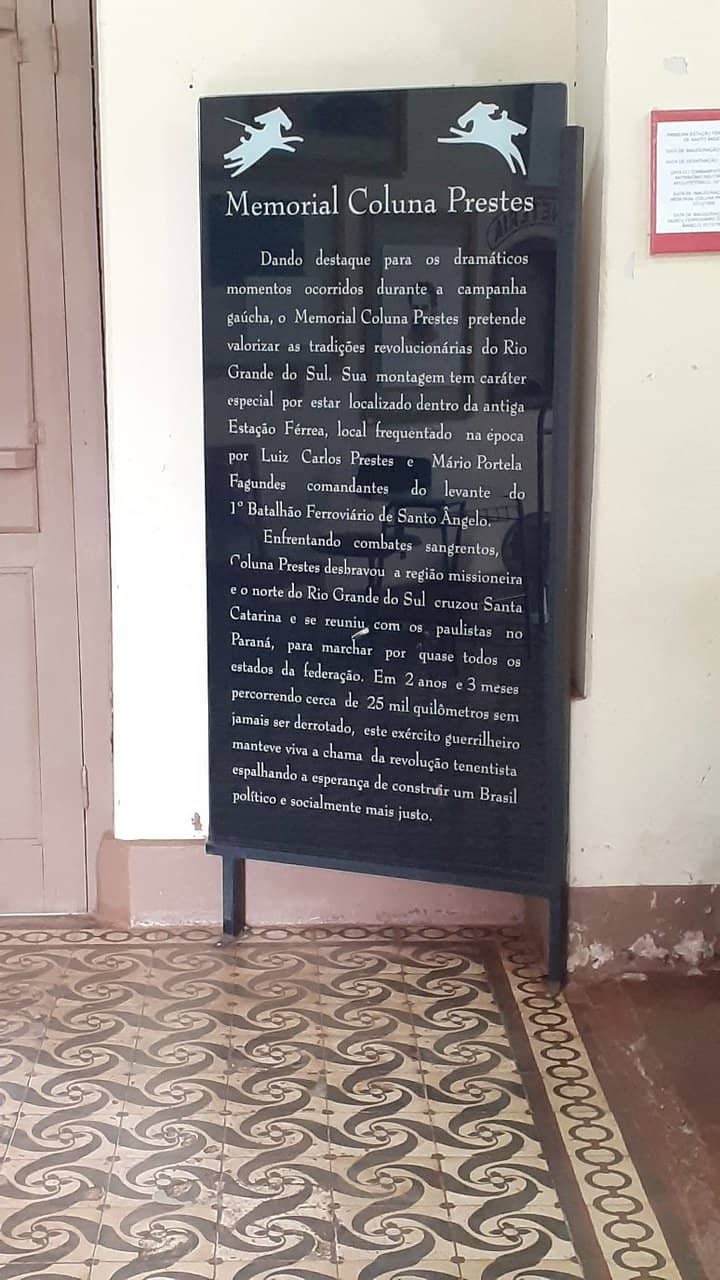 Memorial Coluna Prestes
Dando destaque para os dramáticos
momentos ocorridos durante a campanha
gaúcha, o Memorial Coluna Prestes pretende
valorizar as tradições revolucionárias do Rio
Grande do Sul. Sua montagem tem caráter
especial por estar localizado dentro da antiga
Estação Férrea, local frequentado na época
por Luiz Carlos Prestes e Mário Portela
Fagundes comandantes do levante do
1º Batalhão Ferroviário de Santo Ângelo.
Enfrentando combates sangrentos,
Coluna Prestes desbravou a região missioneira
e o norte do Rio Grande do Sul cruzou Santa
Catarina e se reuniu com os paulistas no
Paraná, para marchar por quase todos os
estados da federação. Em 2 anos e 3 meses
percorrendo cerca de 25 mil quilômetros sem
jamais ser derrotado, este exército guerrilheiro
manteve viva a chama da revolução tenentista
espalhando a esperança de construir um Brasil
político e socialmente mais justo.